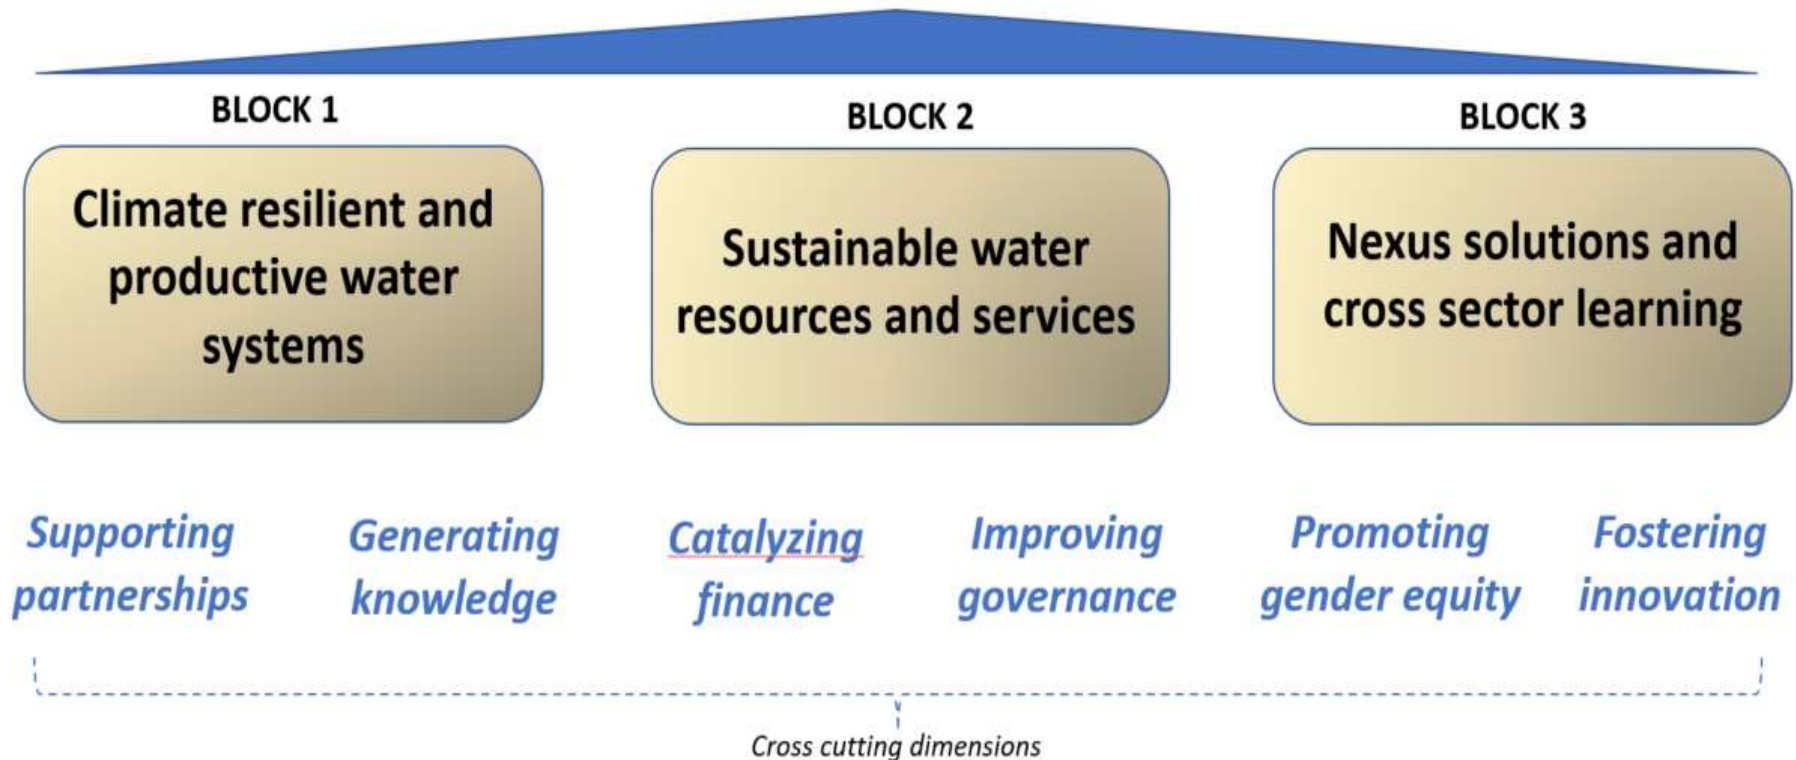 BLOCK 1
Climate resilient and
productive water
systems
BLOCK 2
Sustainable water
resources and services
BLOCK 3
Nexus solutions and
cross sector learning
Supporting
partnerships
Generating
knowledge
Catalyzing
finance
Improving
governance
Promoting
gender equity
Fostering
innovation
Cross cutting dimensions